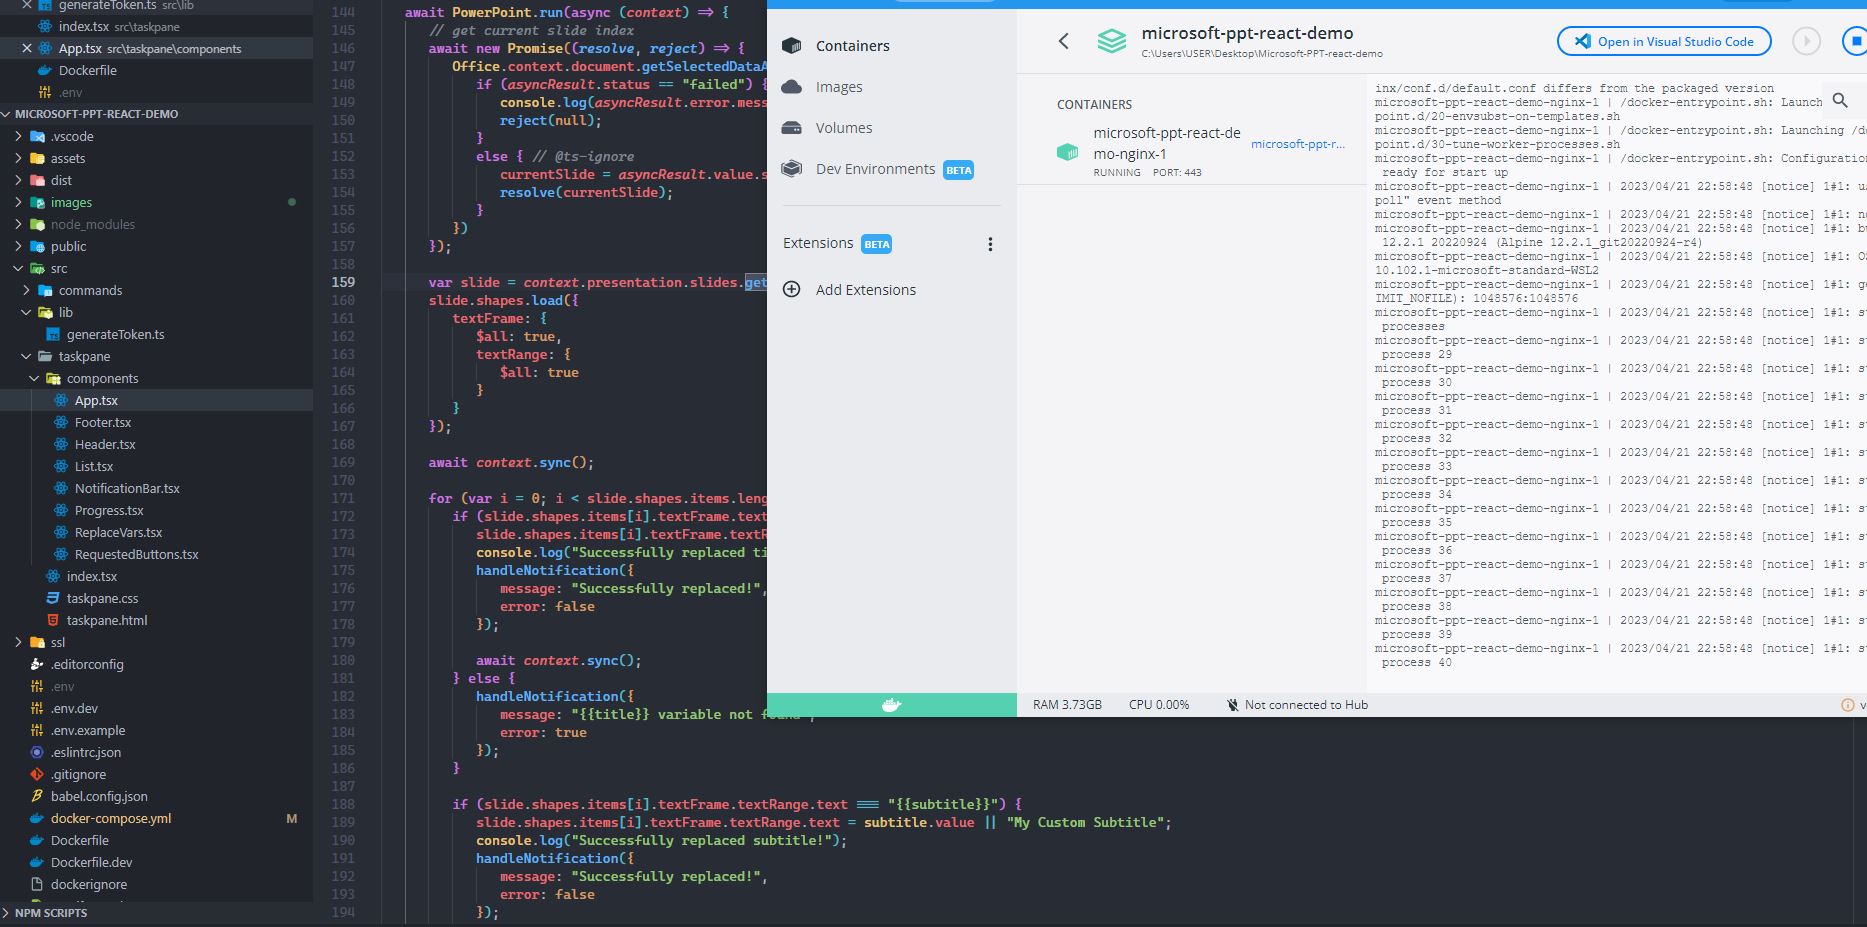 generateToken.ts src\lib
index.tsx src\taskpane
App.tsx src\taskpane\components
Dockerfile
.env
MICROSOFT-PPT-REACT-DEMO
.vscode
assets
dist
images
node_modules
public
src
commands
lib
generateToken.ts
taskpane
components
App.tsx
Footer.tsx
Header.tsx
List.tsx
NotificationBar.tsx
Progress.tsx
ReplaceVars.tsx
RequestedButtons.tsx
index.tsx
taskpane.css
taskpane.html
ssl
.editorconfig
.env
.env.dev
.env.example
.eslintrc.json
.gitignore
babel.config.json
docker-compose.yml M
Dockerfile
Dockerfile.dev
dockerignore
NPM SCRIPTS
144 await PowerPoint.run(async (context) => {
145 // get current slide index
146 await new Promise((resolve, reject) => {
147 Office.context.document.getSelectedDataA
148 if (asyncResult.status == "failed") {
149 console.log(asyncResult.error.mess
150 reject(null);
151 }
152 else { // @ts-ignore
153 currentSlide = asyncResult.value.s
154 resolve(currentSlide);
155 }
156 })
157 });
158
159 var slide = context.presentation.slides.get
160 slide.shapes.load({
161 textFrame: {
162 $all: true,
163 textRange: {
164 $all: true
165 }
166 }
167 });
168
169 await context.sync();
170
171 for (var i = 0; i < slide.shapes.items.leng
172 if (slide.shapes.items[i].textFrame.text
173 slide.shapes.items[i].textFrame.textR
174 console.log("Successfully replaced ti
175 handleNotification({
176 message: "Successfully replaced!",
177 error: false
178 });
179
180 await context.sync();
181 } else {
182 handleNotification({
183 message: "{{title}} variable not found",
184 error: true
185 });
186 }
187
188 if (slide.shapes.items[i].textFrame.textRange.text === "{{subtitle}}") {
189 slide.shapes.items[i].textFrame.textRange.text = subtitle.value || "My Custom Subtitle";
190 console.log("Successfully replaced subtitle!");
191 handleNotification({
192 message: "Successfully replaced!",
193 error: false
194 });
Containers
Images
Volumes
Dev Environments BETA
Extensions BETA
Add Extensions
microsoft-ppt-react-demo
C:\Users\USER\Desktop\Microsoft-PPT-react-demo
Open in Visual Studio Code
CONTAINERS
microsoft-ppt-react-de
mo-nginx-1
microsoft-ppt-r...
RUNNING PORT: 443
inx/conf.d/default.conf differs from the packaged version
microsoft-ppt-react-demo-nginx-1 | /docker-entrypoint.sh: Launch
point.d/20-envsubst-on-templates.sh
microsoft-ppt-react-demo-nginx-1 | /docker-entrypoint.sh: Launching /do
point.d/30-tune-worker-processes.sh
microsoft-ppt-react-demo-nginx-1 | /docker-entrypoint.sh: Configuration
ready for start up
microsoft-ppt-react-demo-nginx-1 | 2023/04/21 22:58:48 [notice] 1#1: us
poll" event method
microsoft-ppt-react-demo-nginx-1 | 2023/04/21 22:58:48 [notice] 1#1: ng
microsoft-ppt-react-demo-nginx-1 | 2023/04/21 22:58:48 [notice] 1#1: bu
12.2.1 20220924 (Alpine 12.2.1_git20220924-r4)
microsoft-ppt-react-demo-nginx-1 | 2023/04/21 22:58:48 [notice] 1#1: OS
10.102.1-microsoft-standard-WSL2
microsoft-ppt-react-demo-nginx-1 | 2023/04/21 22:58:48 [notice] 1#1: ge
IMIT_NOFILE): 1048576:1048576
microsoft-ppt-react-demo-nginx-1 | 2023/04/21 22:58:48 [notice] 1#1: st
processes
microsoft-ppt-react-demo-nginx-1 | 2023/04/21 22:58:48 [notice] 1#1: st
process 29
microsoft-ppt-react-demo-nginx-1 | 2023/04/21 22:58:48 [notice] 1#1: st
process 30
microsoft-ppt-react-demo-nginx-1 | 2023/04/21 22:58:48 [notice] 1#1: st
process 31
microsoft-ppt-react-demo-nginx-1 | 2023/04/21 22:58:48 [notice] 1#1: st
process 32
microsoft-ppt-react-demo-nginx-1 | 2023/04/21 22:58:48 [notice] 1#1: st
process 33
microsoft-ppt-react-demo-nginx-1 | 2023/04/21 22:58:48 [notice] 1#1: st
process 34
microsoft-ppt-react-demo-nginx-1 | 2023/04/21 22:58:48 [notice] 1#1: st
process 35
microsoft-ppt-react-demo-nginx-1 | 2023/04/21 22:58:48 [notice] 1#1: st
process 36
microsoft-ppt-react-demo-nginx-1 | 2023/04/21 22:58:48 [notice] 1#1: st
process 37
microsoft-ppt-react-demo-nginx-1 | 2023/04/21 22:58:48 [notice] 1#1: st
process 38
microsoft-ppt-react-demo-nginx-1 | 2023/04/21 22:58:48 [notice] 1#1: st
process 39
microsoft-ppt-react-demo-nginx-1 | 2023/04/21 22:58:48 [notice] 1#1: st
process 40
RAM 3.73GB CPU 0.00% Not connected to Hub v